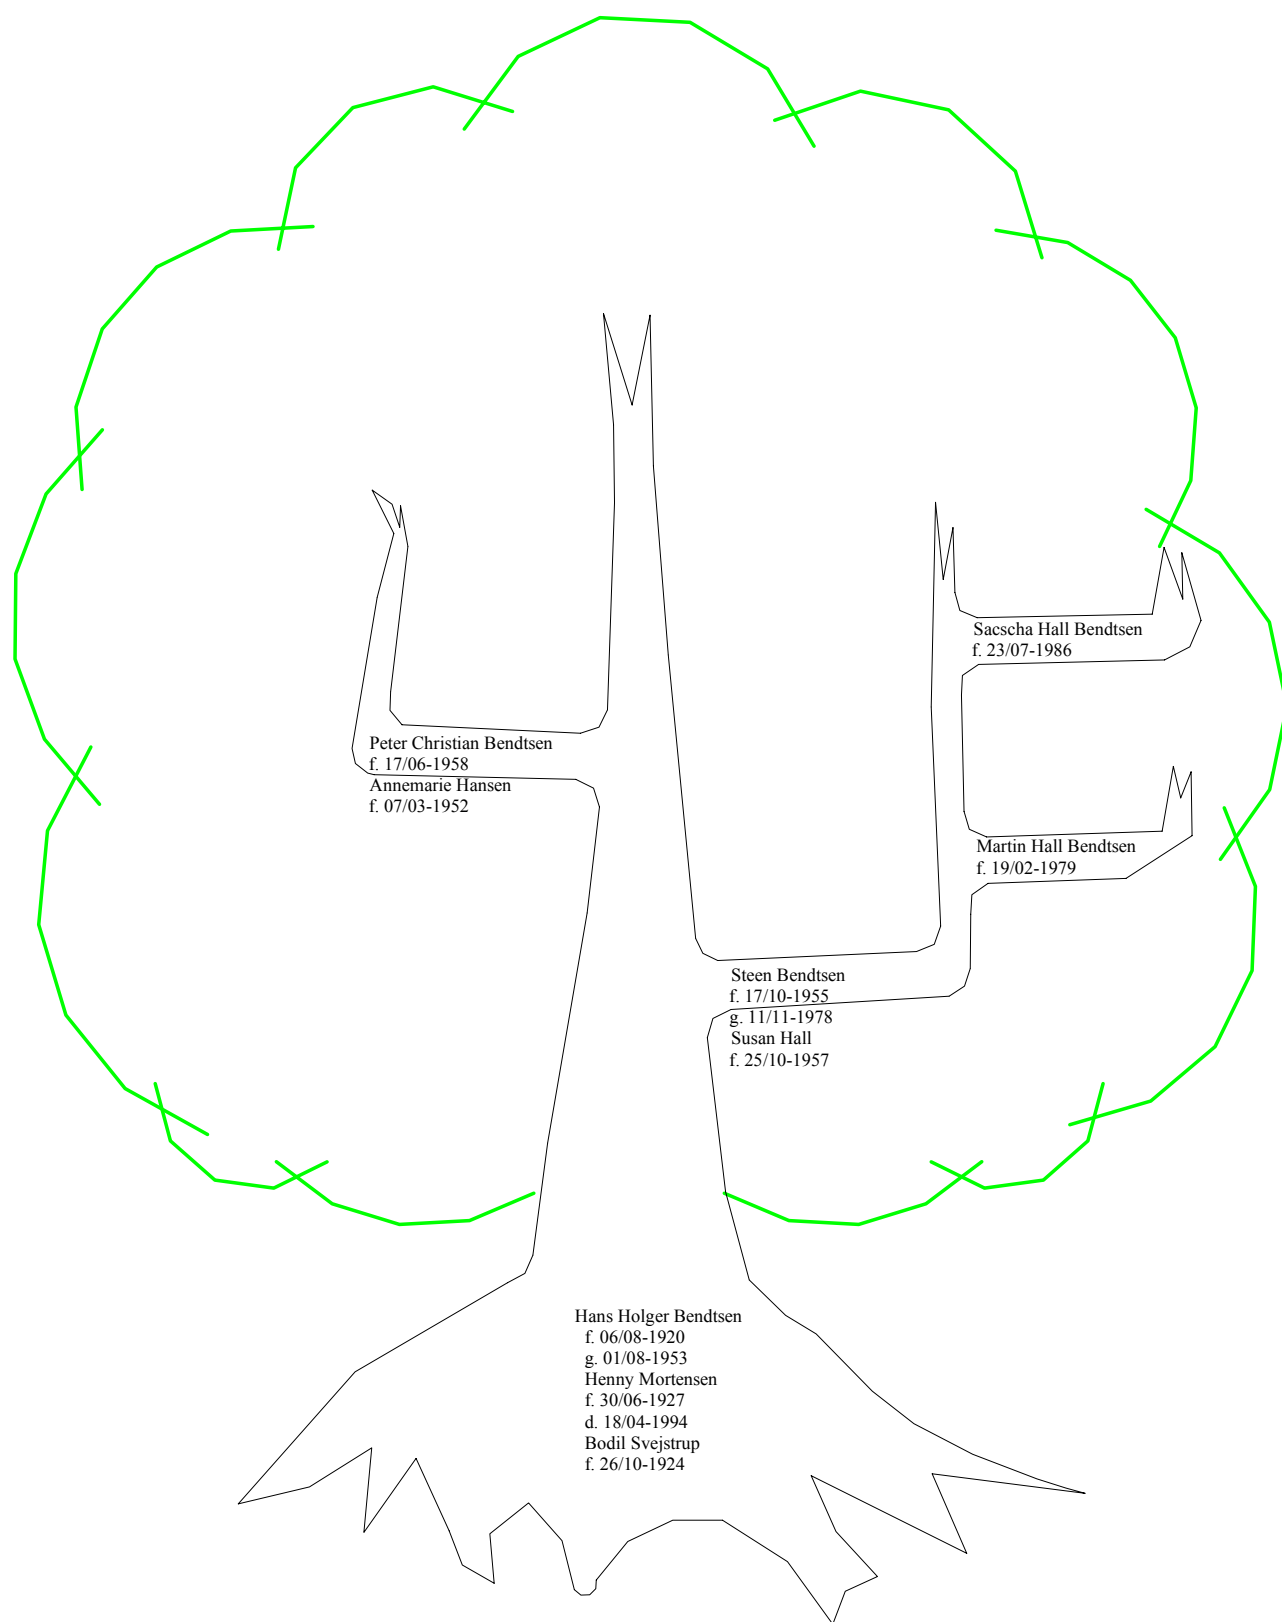 Sacscha Hall Bendtsen
f. 23/07-1986
Peter Christian Bendtsen
f. 17/06-1958
Annemarie Hansen
f. 07/03-1952
Martin Hall Bendtsen
f. 19/02-1979
Steen Bendtsen
f. 17/10-1955
g. 11/11-1978
Susan Hall
f. 25/10-1957
Hans Holger Bendtsen
f. 06/08-1920
g. 01/08-1953
Henny Mortensen
f. 30/06-1927
d. 18/04-1994
Bodil Svejstrup
f. 26/10-1924